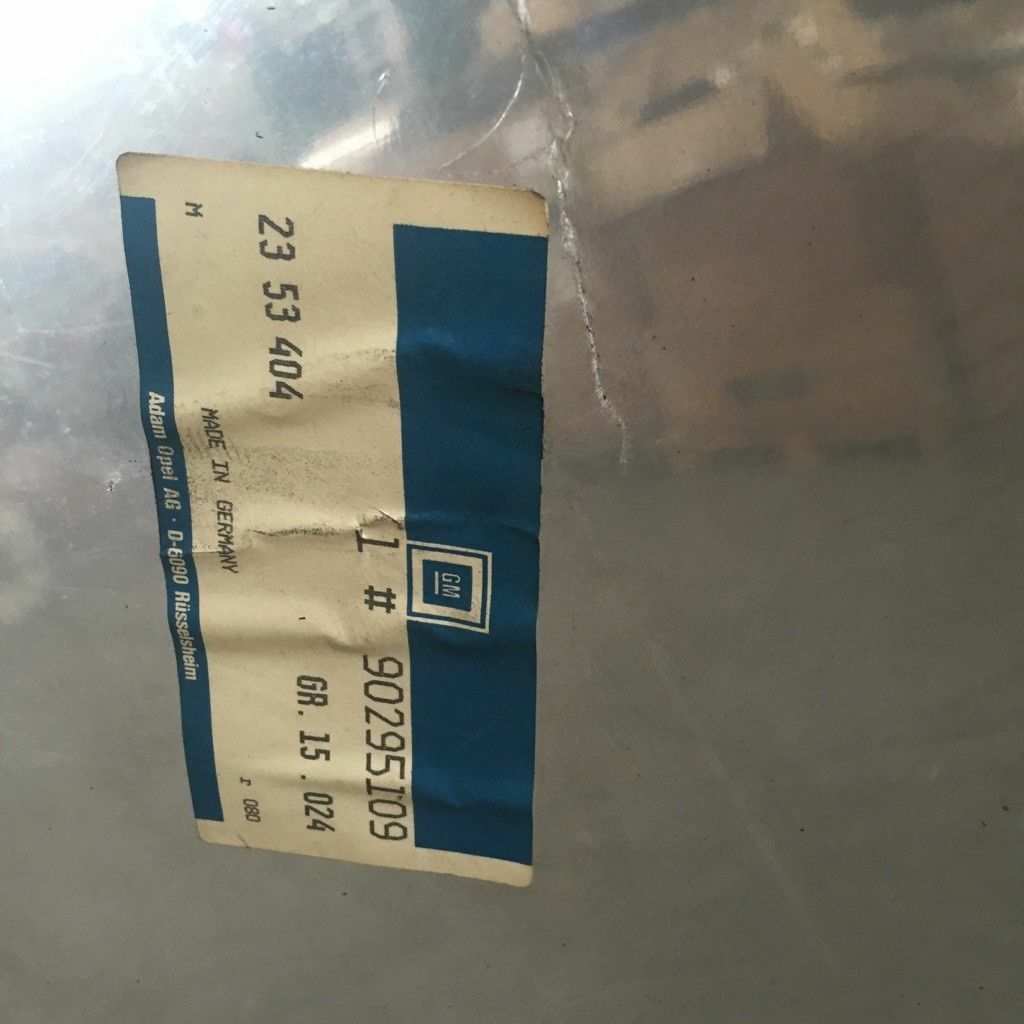 GM
1 # 90295109
23 53 404 GR. 15 . 024
M MADE IN GERMANY I 080
Adam Opel AG · D-6090 Rüsselsheim